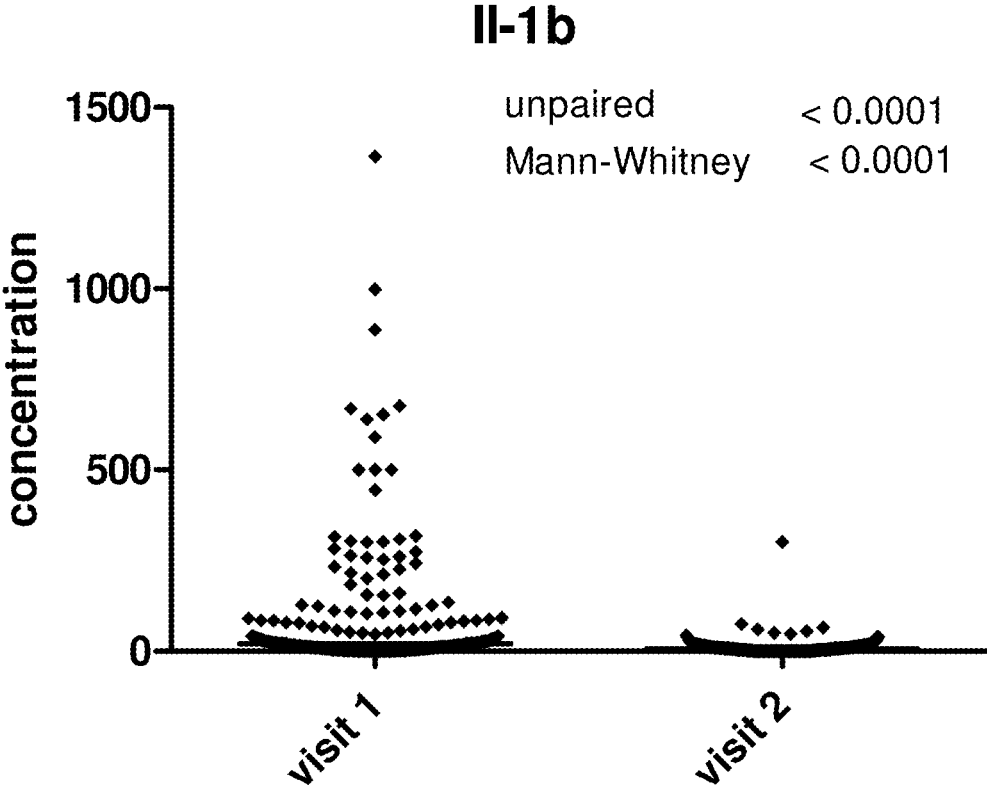 Il-1b
unpaired < 0.0001
Mann-Whitney < 0.0001
concentration
1500
1000
500
0
visit 1
visit 2